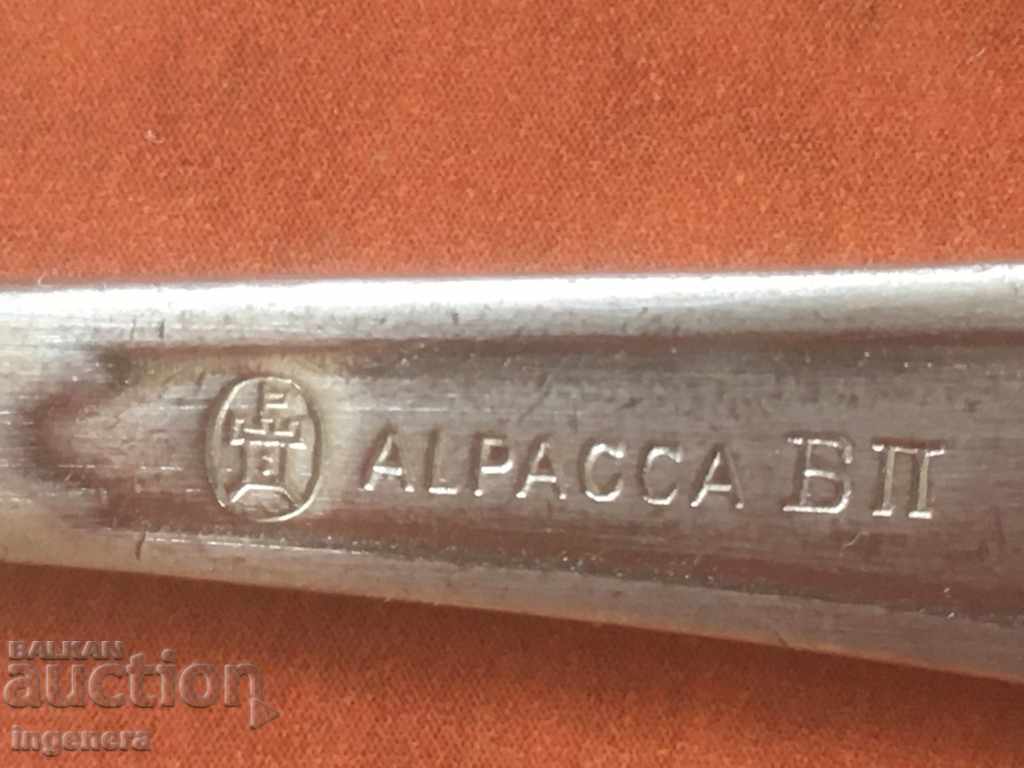 ALPACCA БП
BALKAN
auction
ingenera